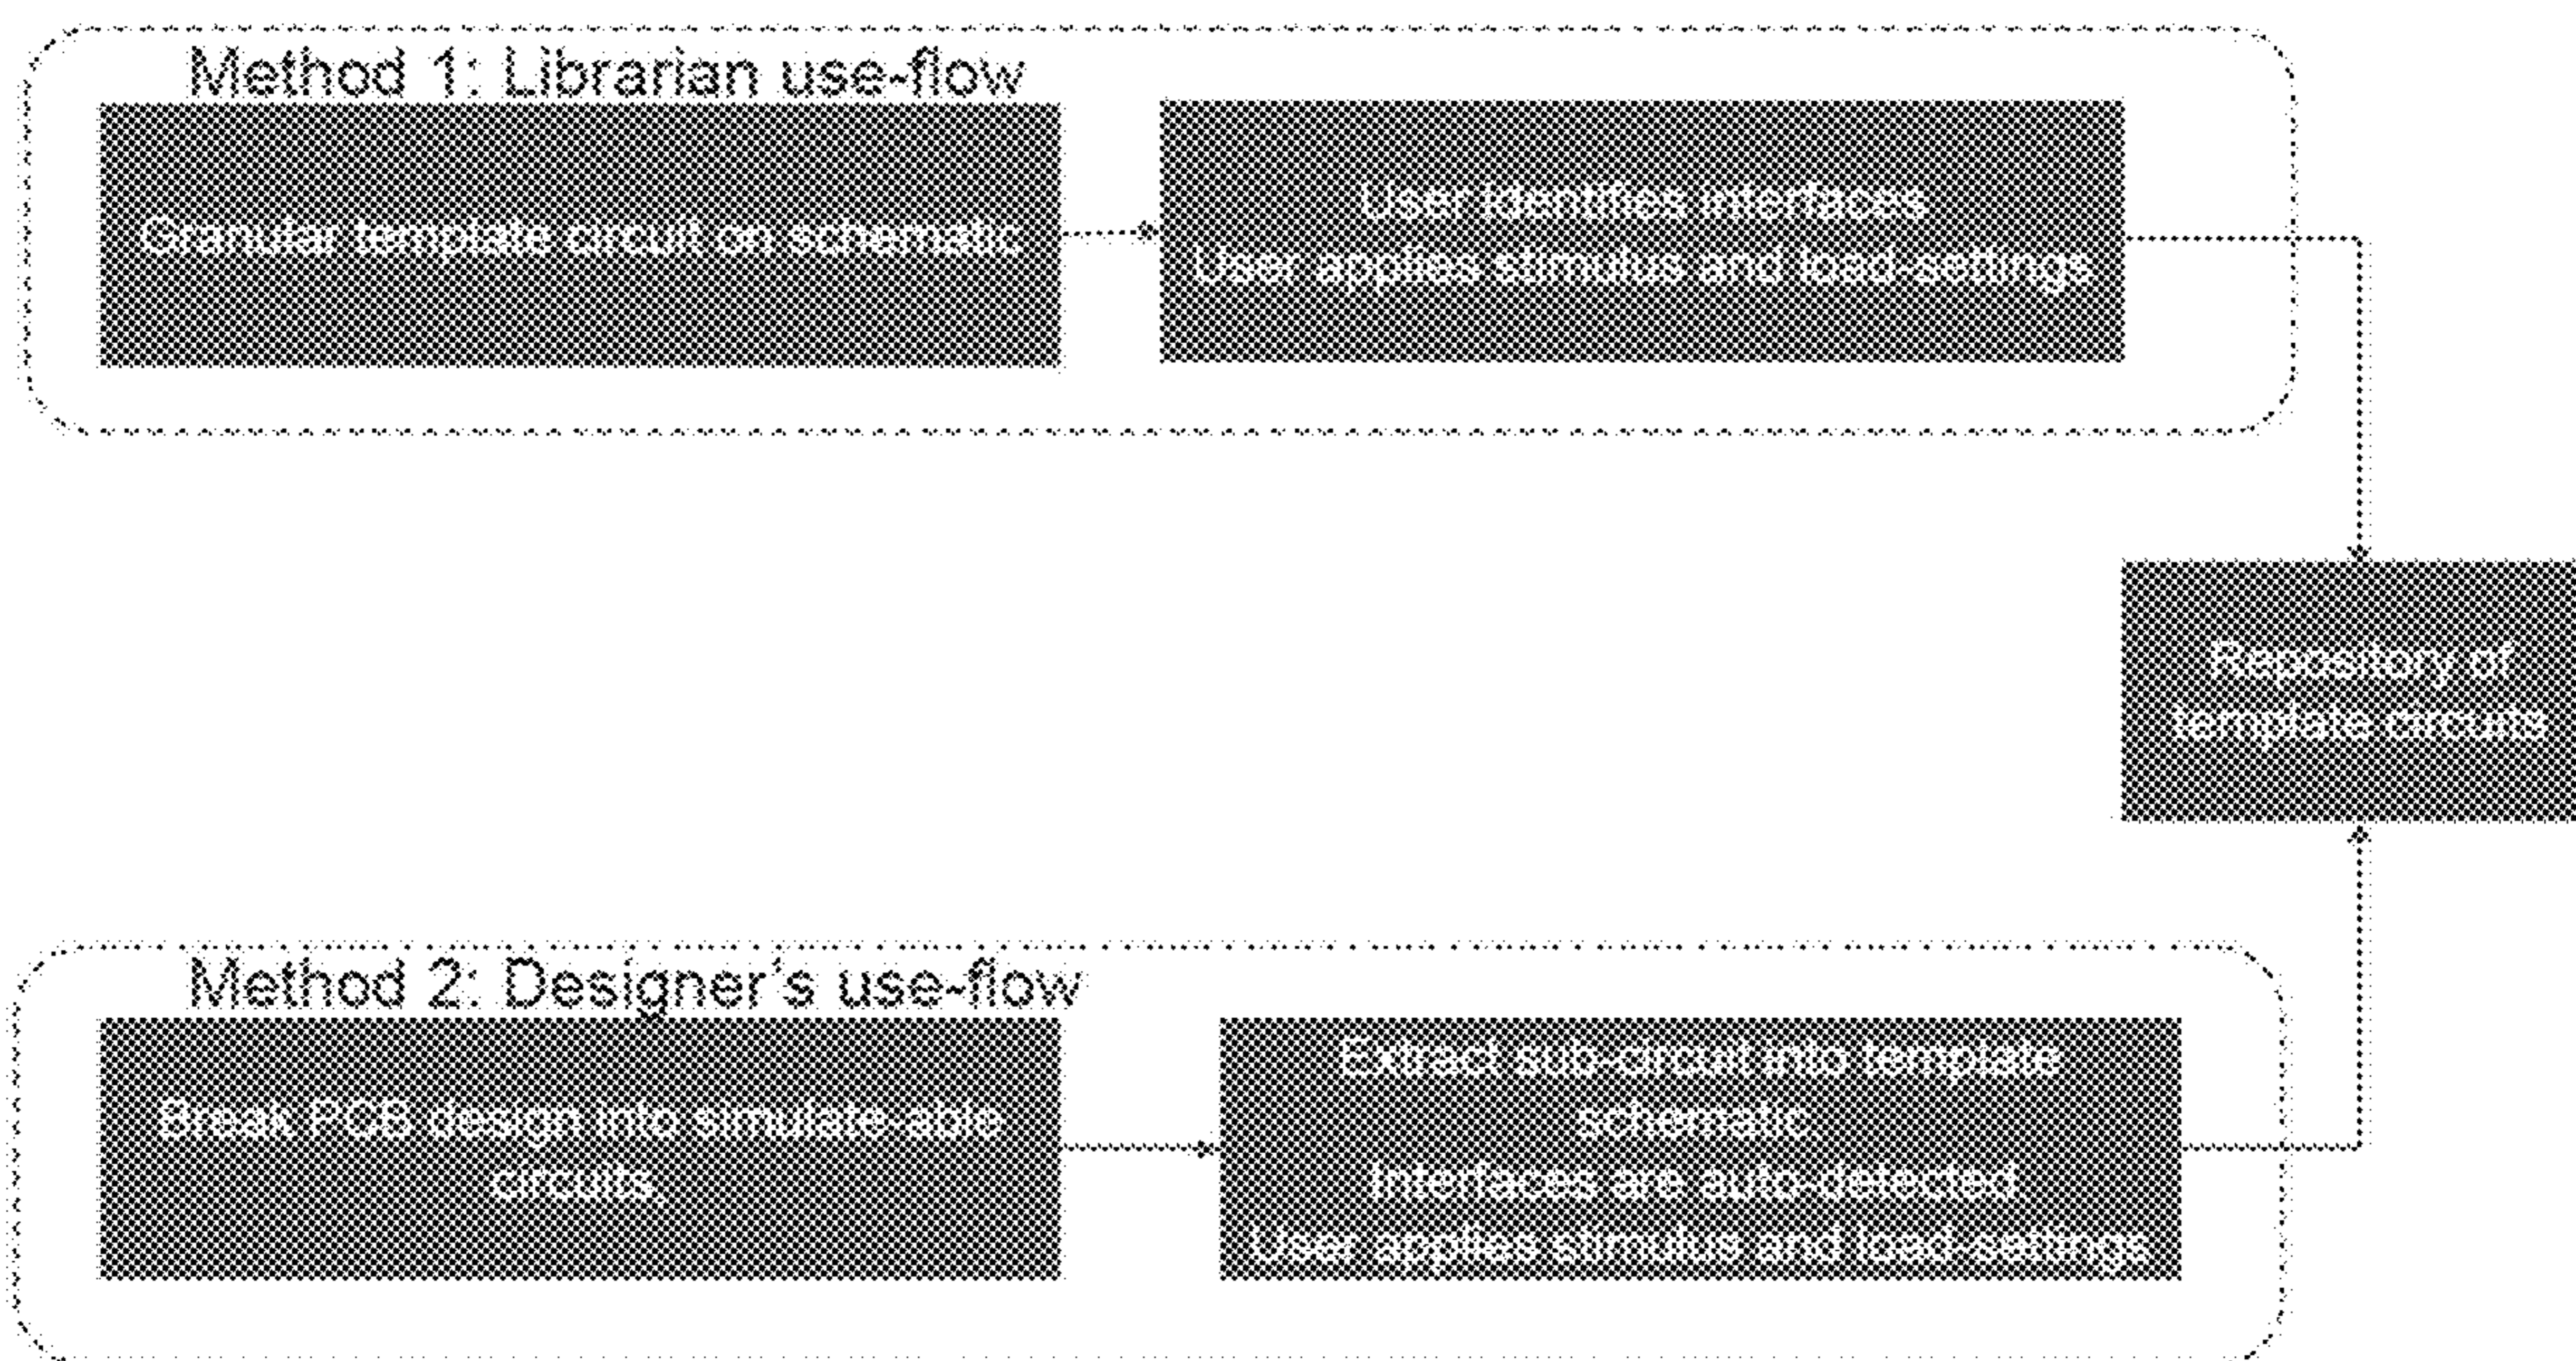 Method 1: Librarian use-flow
Granular template circuit on schematic
User identifies interfaces
User applies stimulus and load-settings
Repository of
template circuits
Method 2: Designer's use-flow
Break PCB design into simulate-able
circuits.
Extract sub-circuit into template
schematic.
Interfaces are auto-detected
User applies stimulus and load-settings